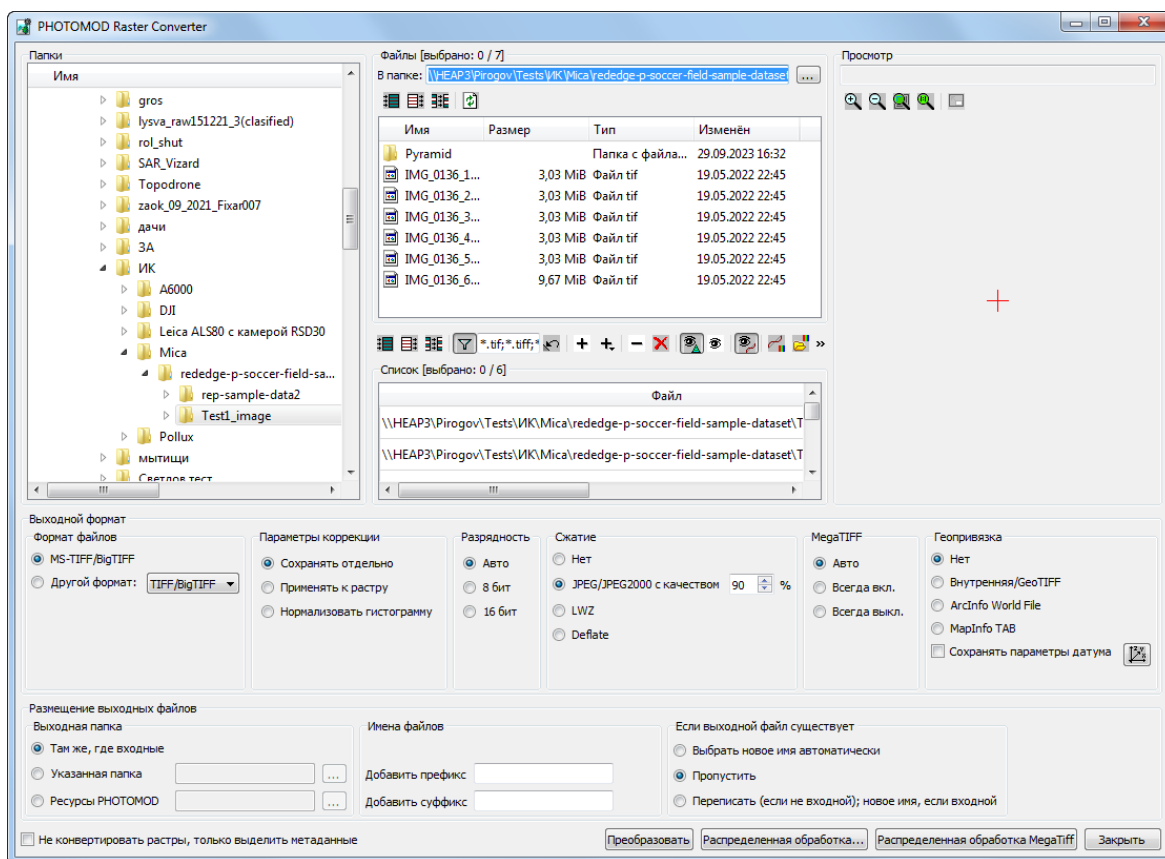 PHOTOMOD Raster Converter
Папки
Имя
gros
lysva_raw151221_3(clasified)
rol_shut
SAR_Vizard
Topodrone
zaok_09_2021_Fixar007
дачи
ЗА
ИК
A6000
DJI
Leica ALS80 с камерой RSD30
Mica
rededge-p-soccer-field-sa...
rep-sample-data2
Test1_image
Pollux
мытищи
Светлов тест
Файлы [выбрано: 0 / 7]
В папке: \\HEAP3\Pirogov\Tests\ИК\Mica\rededge-p-soccer-field-sample-dataset ...
Имя Размер Тип Изменён
Pyramid Папка с файла... 29.09.2023 16:32
IMG_0136_1... 3,03 MiB Файл tif 19.05.2022 22:45
IMG_0136_2... 3,03 MiB Файл tif 19.05.2022 22:45
IMG_0136_3... 3,03 MiB Файл tif 19.05.2022 22:45
IMG_0136_4... 3,03 MiB Файл tif 19.05.2022 22:45
IMG_0136_5... 3,03 MiB Файл tif 19.05.2022 22:45
IMG_0136_6... 9,67 MiB Файл tif 19.05.2022 22:45
*.tif;*.tiff;* »
Список [выбрано: 0 / 6]
Файл
\\HEAP3\Pirogov\Tests\ИК\Mica\rededge-p-soccer-field-sample-dataset\T
\\HEAP3\Pirogov\Tests\ИК\Mica\rededge-p-soccer-field-sample-dataset\T
Просмотр
Выходной формат
Формат файлов
MS-TIFF/BigTIFF
Другой формат: TIFF/BigTIFF
Параметры коррекции
Сохранять отдельно
Применять к растру
Нормализовать гистограмму
Разрядность
Авто
8 бит
16 бит
Сжатие
Нет
JPEG/JPEG2000 с качеством 90 %
LWZ
Deflate
MegaTIFF
Авто
Всегда вкл.
Всегда выкл.
Геопривязка
Нет
Внутренняя/GeoTIFF
ArcInfo World File
MapInfo TAB
Сохранять параметры датума
Размещение выходных файлов
Выходная папка
Там же, где входные
Указанная папка ...
Ресурсы PHOTOMOD ...
Имена файлов
Добавить префикс
Добавить суффикс
Если выходной файл существует
Выбрать новое имя автоматически
Пропустить
Переписать (если не входной); новое имя, если входной
Не конвертировать растры, только выделить метаданные
Преобразовать Распределенная обработка... Распределенная обработка MegaTiff Закрыть